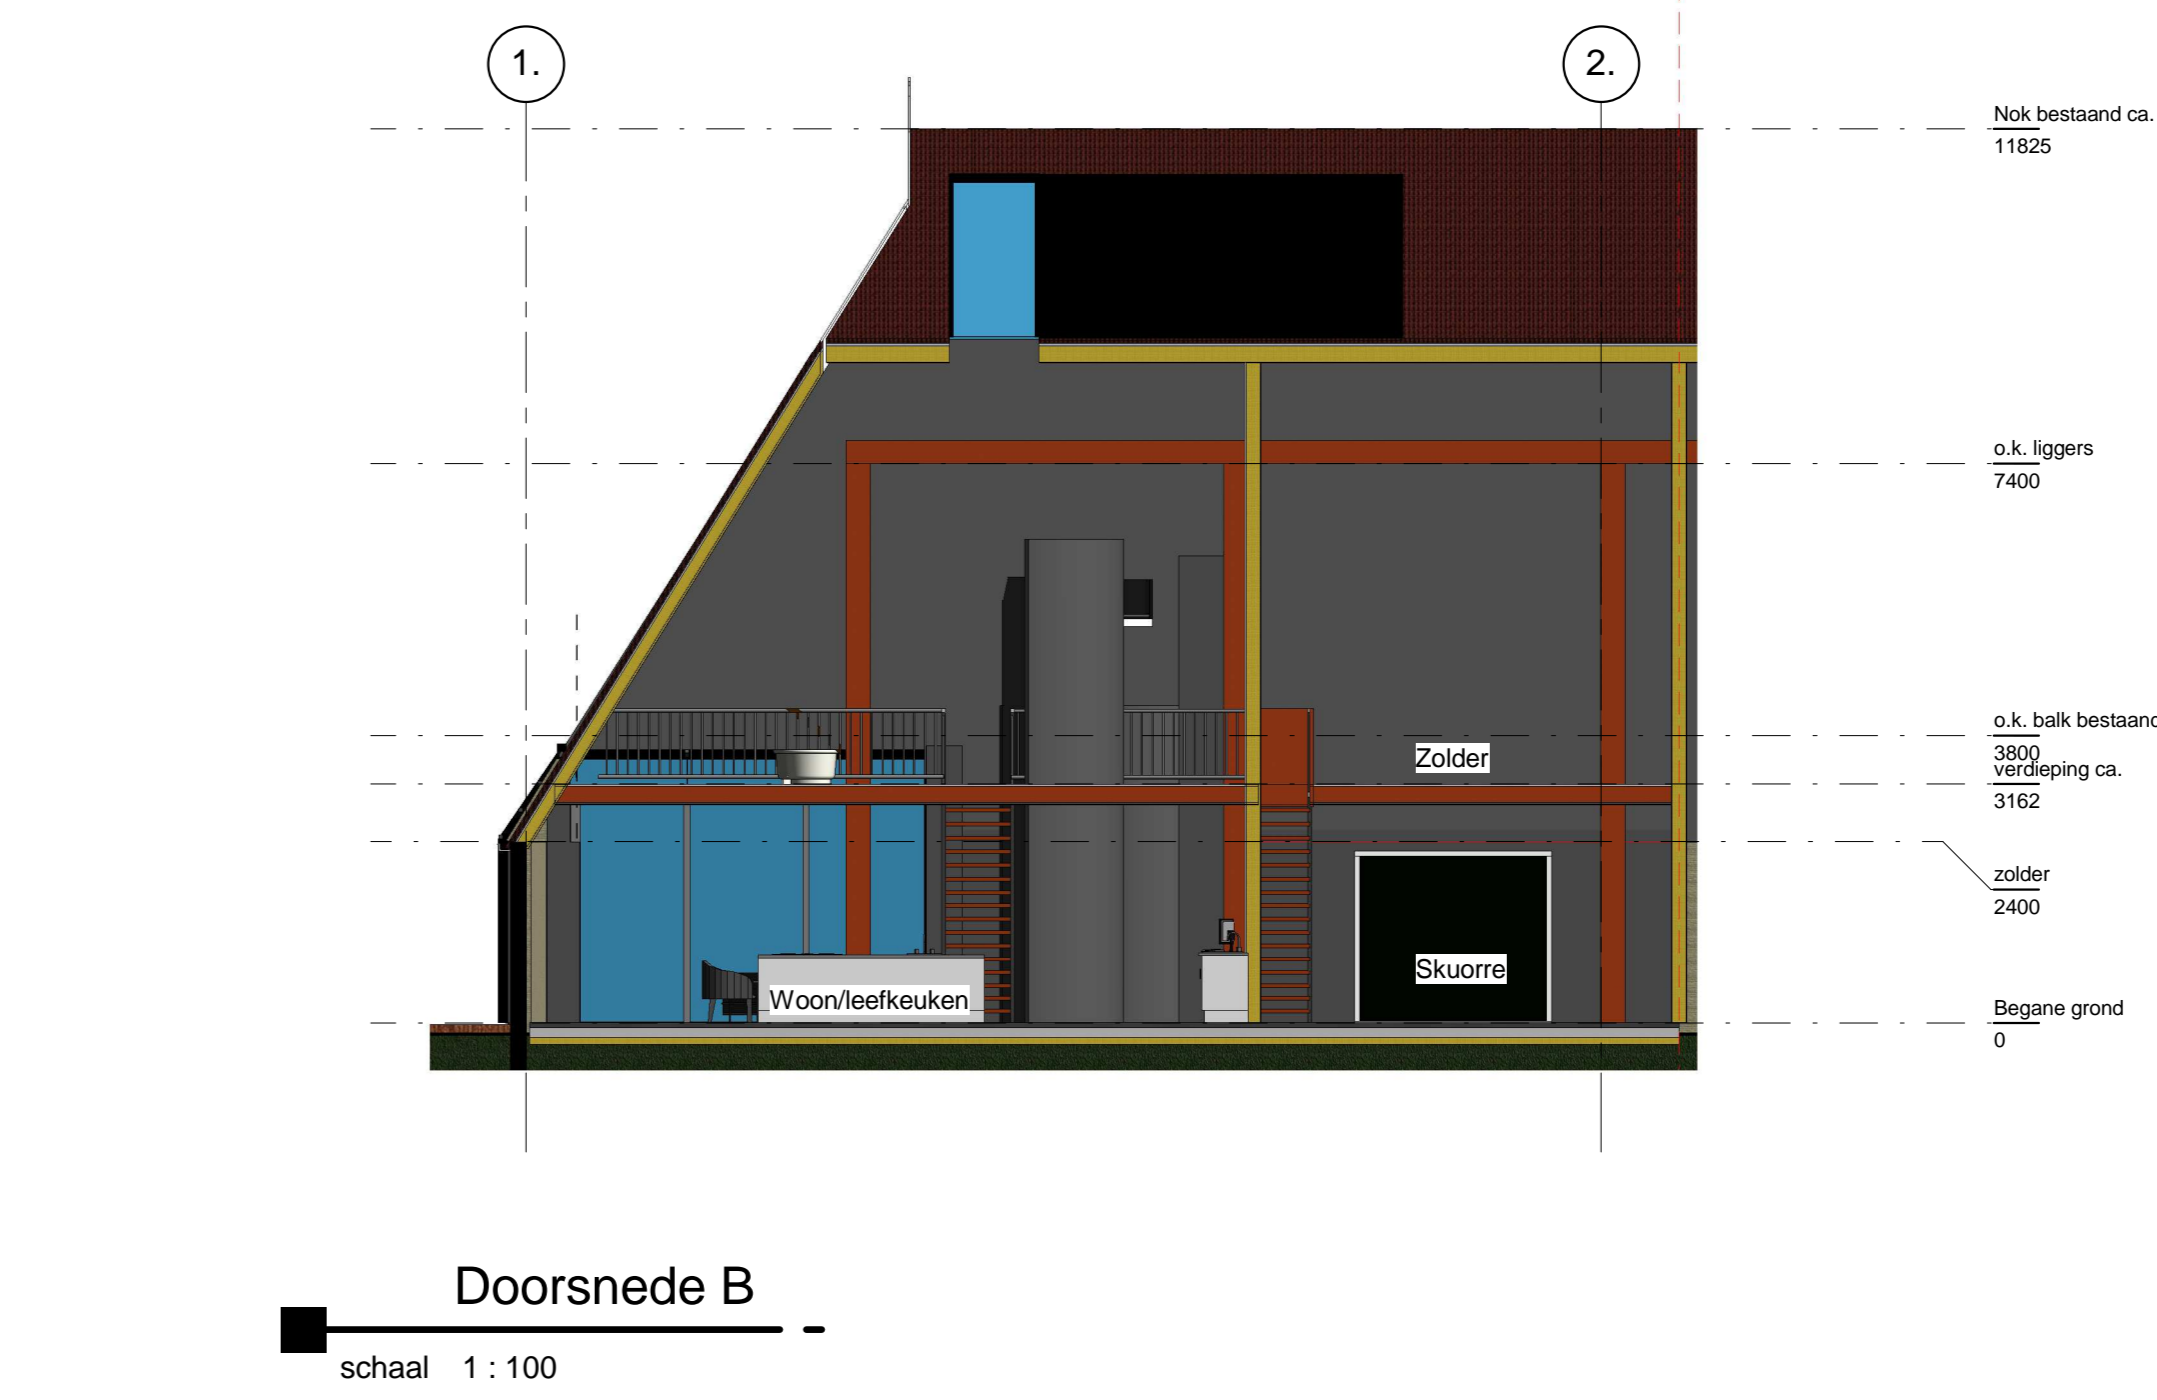 1.
2.
Nok bestaand ca.
11825
o.k. liggers
7400
o.k. balk bestaand
3800
verdieping ca.
3162
Zolder
zolder
2400
Skuorre
Woon/leefkeuken
Begane grond
0
Doorsnede B
schaal 1 : 100